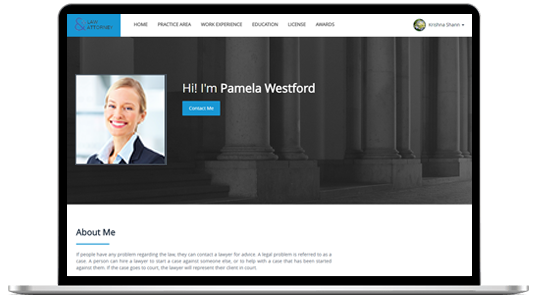 & LAW
ATTORNEY
HOME PRACTICE AREA WORK EXPERIENCE EDUCATION LICENSE AWARDS Krishna Sharin
Hi! I'm Pamela Westford
Contact Me
About Me
If people have any problem regarding the law, they can contact a lawyer for advice. A legal problem is referred to as a
case. A person can hire a lawyer to start a case against someone else, or to help with a case that has been started
against them. If the case goes to court, the lawyer will represent their client in court.